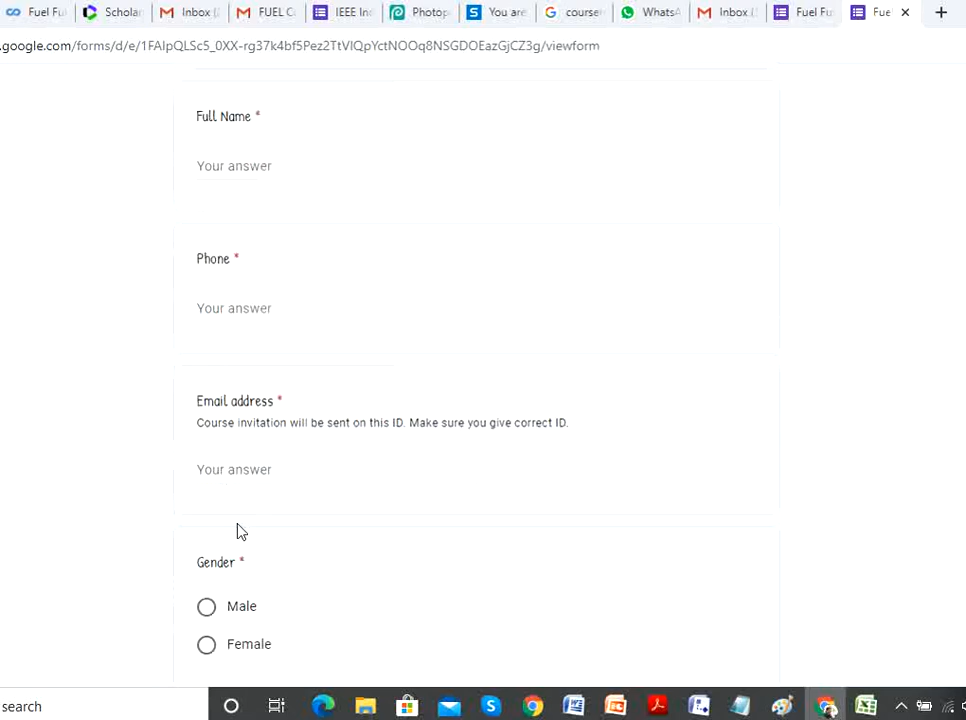 Fuel Fu
Schola
Inbox (
FUEL C
IEEE In
Photop
You are
course
WhatsA
Inbox (
Fuel Fu
Fue
.google.com/forms/d/e/1FAIpQLSc5_0XX-rg37k4bf5Pez2TtVIQpYctNOOq8NSGDOEazGjCZ3g/viewform
Full Name *
Your answer
Phone *
Your answer
Email address *
Course invitation will be sent on this ID. Make sure you give correct ID.
Your answer
Gender *
Male
Female
search